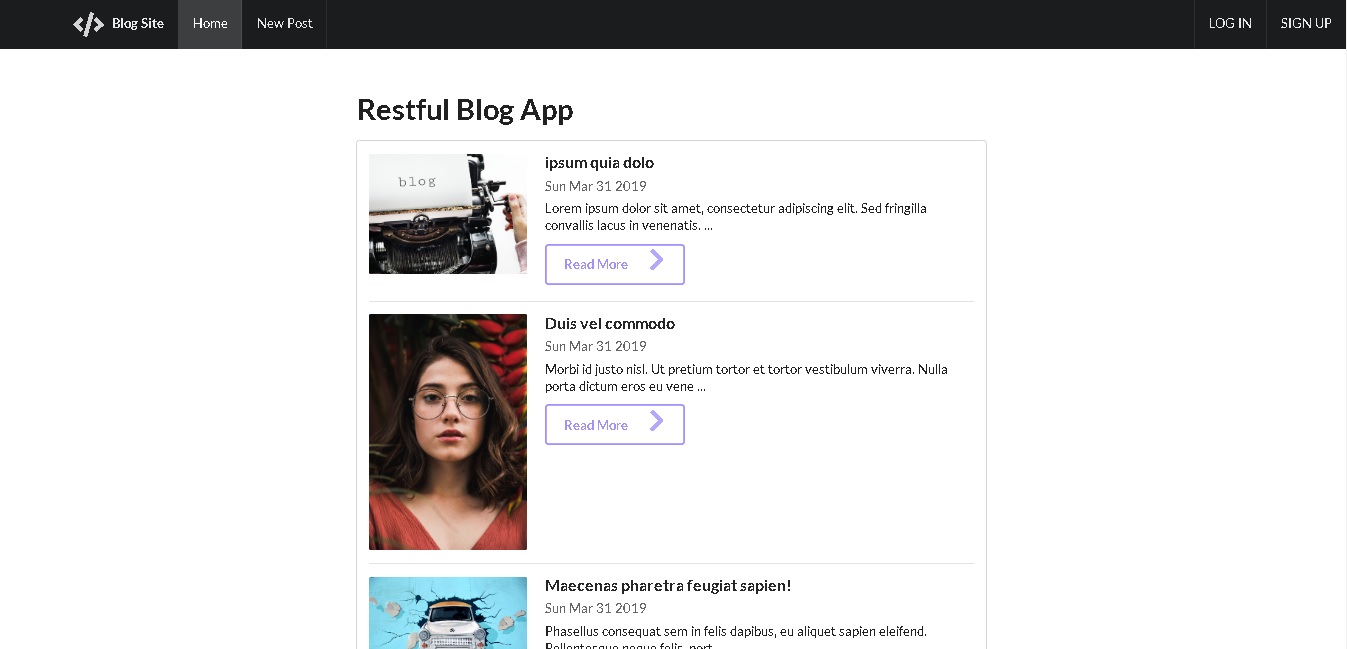 Blog Site
Home
New Post
LOG IN
SIGN UP
Restful Blog App
blog
ipsum quia dolo
Sun Mar 31 2019
Lorem ipsum dolor sit amet, consectetur adipiscing elit. Sed fringilla
convallis lacus in venenatis. ...
Read More
Duis vel commodo
Sun Mar 31 2019
Morbi id justo nisl. Ut pretium tortor et tortor vestibulum viverra. Nulla
porta dictum eros eu vene ...
Read More
Maecenas pharetra feugiat sapien!
Sun Mar 31 2019
Phasellus consequat sem in felis dapibus, eu aliquet sapien eleifend.